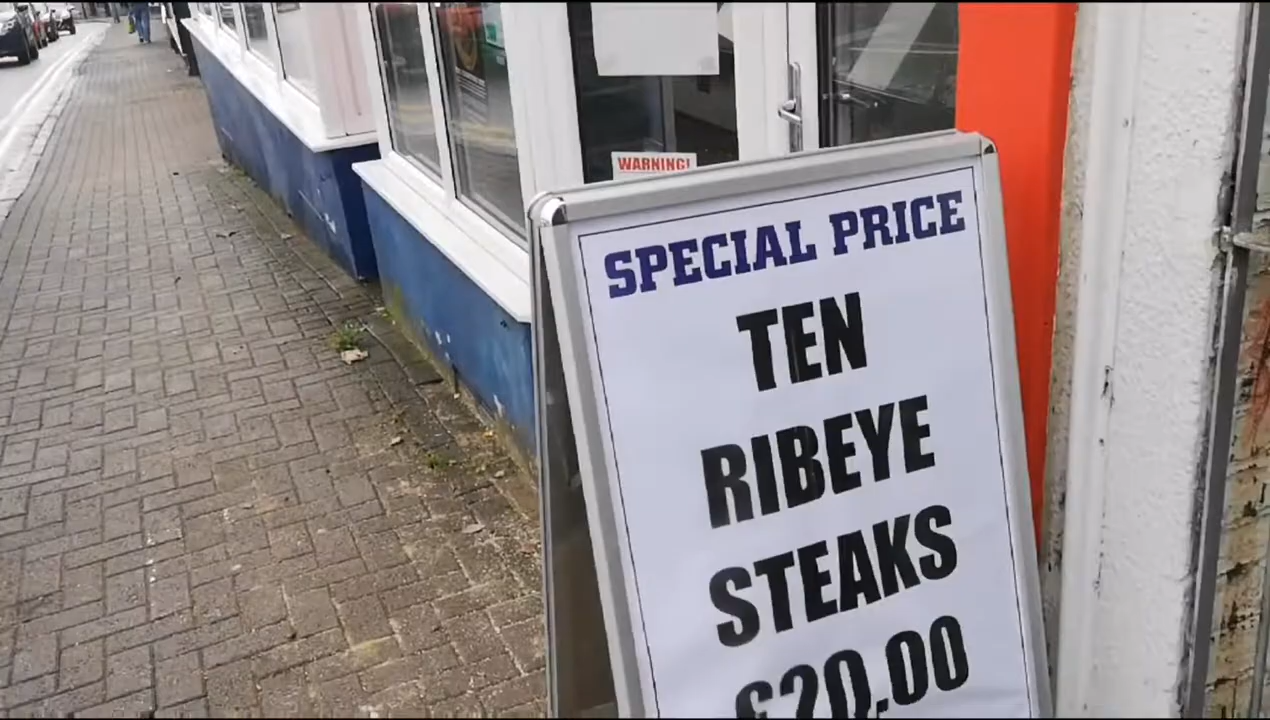 WARNING!
SPECIAL PRICE
TEN
RIBEYE
STEAKS
£20.00